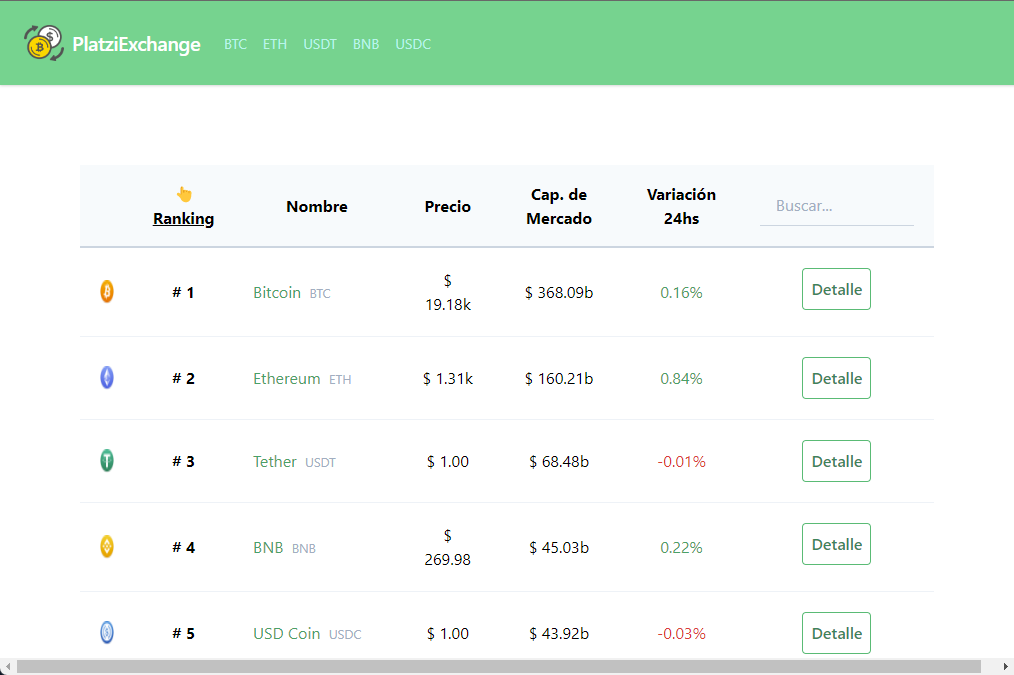 PlatziExchange BTC ETH USDT BNB USDC
Ranking Nombre Precio Cap. de Mercado Variación 24hs Buscar...
# 1 Bitcoin BTC $ 19.18k $ 368.09b 0.16% Detalle
# 2 Ethereum ETH $ 1.31k $ 160.21b 0.84% Detalle
# 3 Tether USDT $ 1.00 $ 68.48b -0.01% Detalle
# 4 BNB BNB $ 269.98 $ 45.03b 0.22% Detalle
# 5 USD Coin USDC $ 1.00 $ 43.92b -0.03% Detalle